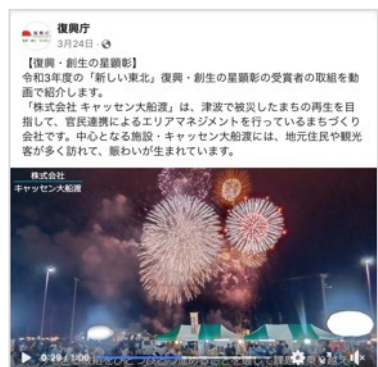 復興庁
3月24日・
【復興・創生の星顕彰】
令和3年度の「新しい東北」復興・創生の星顕彰の受賞者の取組を動
画で紹介します。
「株式会社 キャッセン大船渡」は、津波で被災したまちの再生を目
指して、官民連携によるエリアマネジメントを行っているまちづくり
会社です。中心となる施設・キャッセン大船渡には、地元住民や観光
客が多く訪れて、賑わいが生まれています。
株式会社
キャッセン大船渡
0:29 / 1:00